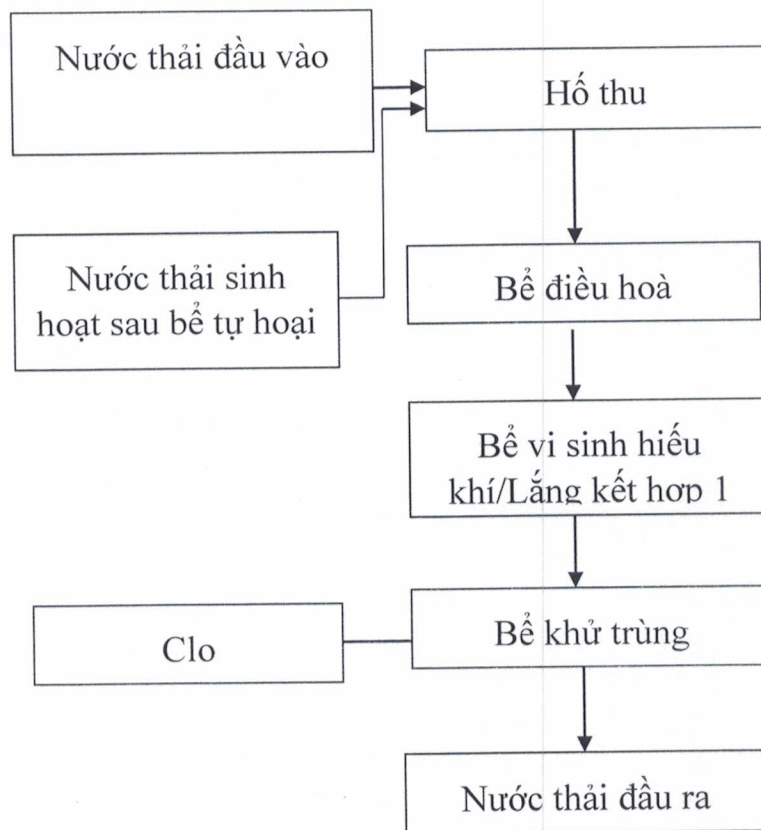 Nước thải đầu vào
Hố thu
Nước thải sinh
hoạt sau bể tự hoại
Bể điều hoà
Bể vi sinh hiếu
khí/Lắng kết hợp 1
Clo
Bể khử trùng
Nước thải đầu ra